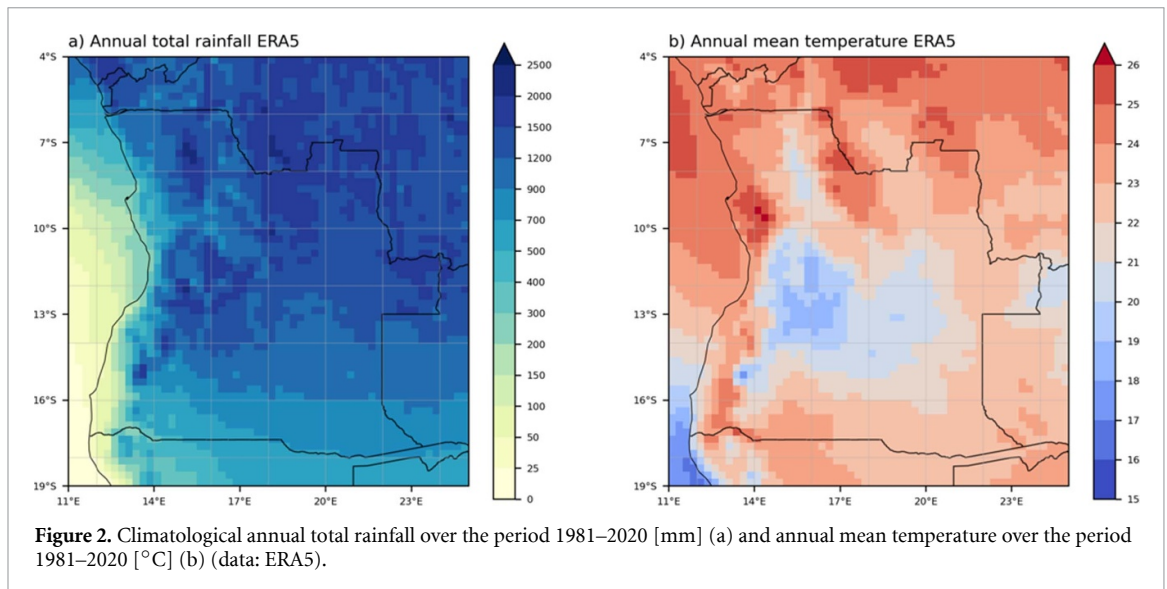 a) Annual total rainfall ERA5
4°S
7°S
10°S
13°S
16°S
19°S
11°E 14°E 17°E 20°E 23°E
2500
2000
1500
1200
900
700
500
400
300
200
150
100
50
25
0
b) Annual mean temperature ERA5
4°S
7°S
10°S
13°S
16°S
19°S
11°E 14°E 17°E 20°E 23°E
26
25
24
23
22
21
20
19
18
17
16
15
Figure 2. Climatological annual total rainfall over the period 1981–2020 [mm] (a) and annual mean temperature over the period
1981–2020 [°C] (b) (data: ERA5).